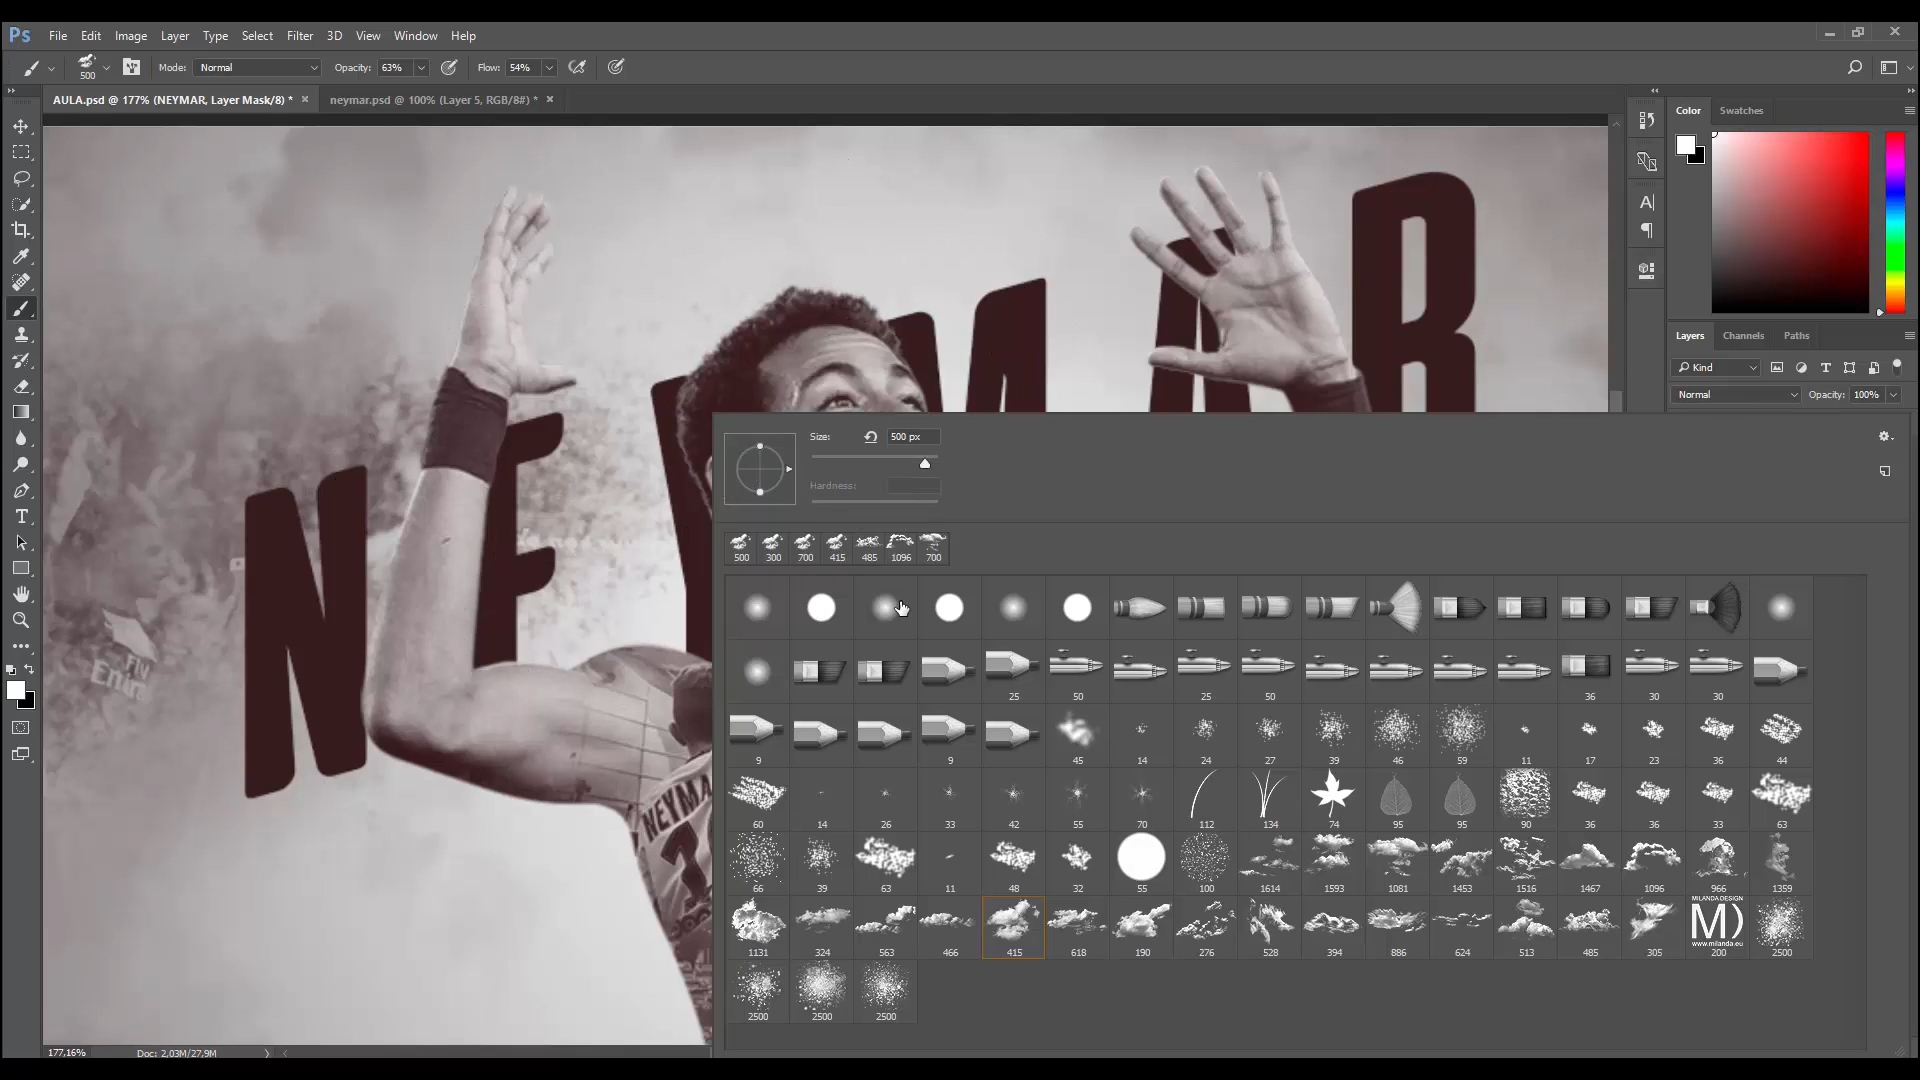 Ps File Edit Image Layer Type Select Filter 3D View Window Help
500 Mode: Normal Opacity: 63% Flow: 54%
AULA.psd @ 177% (NEYMAR, Layer Mask/8) * × neymar.psd @ 100% (Layer 5, RGB/8#) * ×
Color Swatches
Layers Channels Paths
Kind
Normal Opacity: 100%
NE MAR
Fly
NEYMA
Size: 500 px
Hardness:
500 300 700 415 485 1096 700
25 50 25 50 36 30 30
9 9 45 14 24 27 39 46 59 11 17 23 36 44
60 14 26 33 42 55 70 112 134 74 95 95 90 36 36 33 63
66 39 63 11 48 32 55 100 1614 1593 1081 1453 1516 1467 1096 966 1359
MILANDA DESIGN
M)
www.milanda.eu
1131 324 563 466 415 618 190 276 528 394 886 624 513 485 305 200 2500
2500 2500 2500
177,16% Doc: 2,03M/27,9M